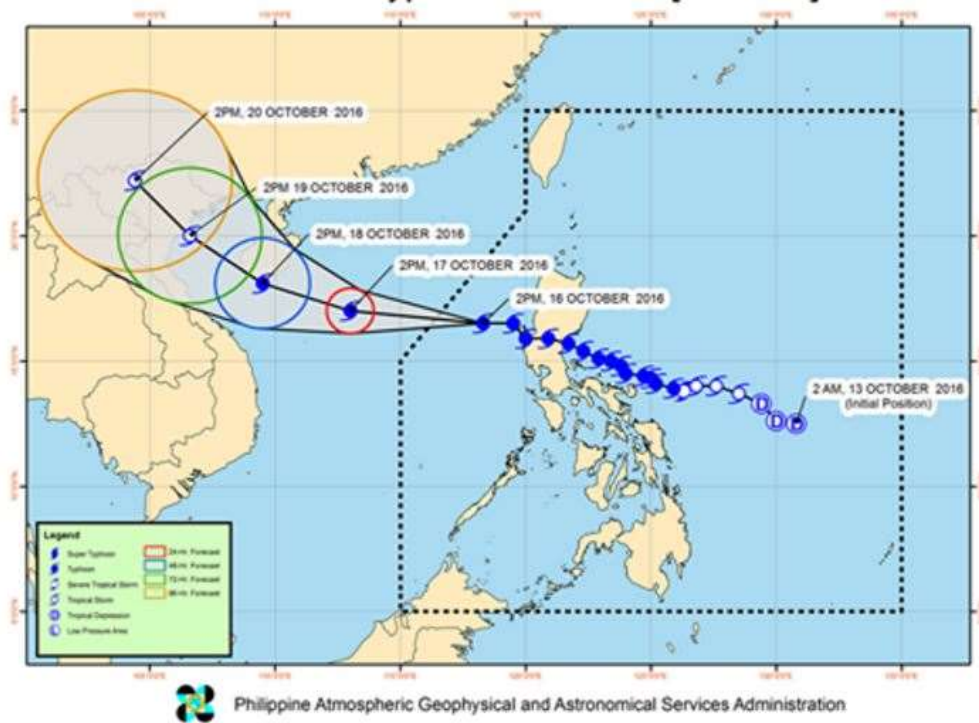 2PM, 20 OCTOBER 2016
2PM 19 OCTOBER 2016
2PM, 18 OCTOBER 2016
2PM, 17 OCTOBER 2016
2PM, 16 OCTOBER 2016
2 AM, 13 OCTOBER 2016
(Initial Position)
D
D
D
Legend
Super Typhoon
Typhoon
Severe Tropical Storm
Tropical Storm
Tropical Depression
Low Pressure Area
24-Hr. Forecast
48-Hr. Forecast
72-Hr. Forecast
96-Hr. Forecast
Philippine Atmospheric Geophysical and Astronomical Services Administration